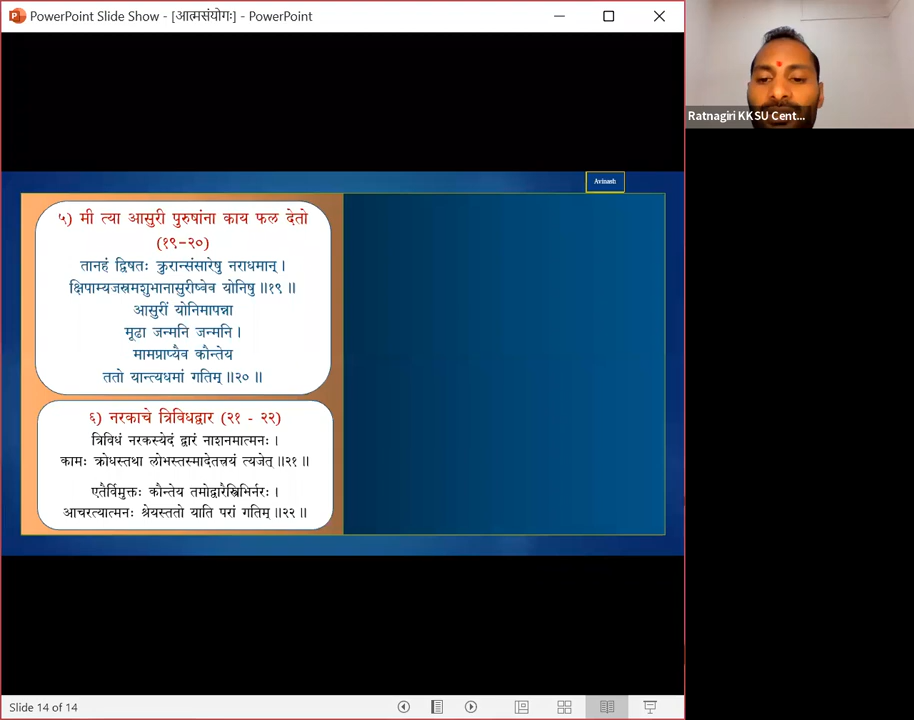 PowerPoint Slide Show - [आत्मसंयोगः] - PowerPoint
Ratnagiri KKSU Cent...
Avinash
५) मी त्या आसुरी पुरुषांना काय फल देतो
(१९-२०)
तानहं द्विषतः क्रुरान्संसारेषु नराधमान् ।
क्षिपाम्यजस्त्रमशुभानासुरीष्वेव योनिषु ॥१९ ॥
आसुरीं योनिमापन्ना
मूढा जन्मनि जन्मनि ।
मामप्राप्यैव कौन्तेय
ततो यान्त्यधमां गतिम् ॥२० ॥
६) नरकाचे त्रिविधद्वार (२१ - २२)
त्रिविधं नरकस्येदं द्वारं नाशनमात्मनः ।
कामः क्रोधस्तथा लोभस्तस्मादेतत्त्रयं त्यजेत् ॥२१ ॥
एतैर्विमुक्तः कौन्तेय तमोद्वारैस्त्रिभिर्नरः ।
आचरत्यात्मनः श्रेयस्ततो याति परां गतिम् ॥२२ ॥
Slide 14 of 14